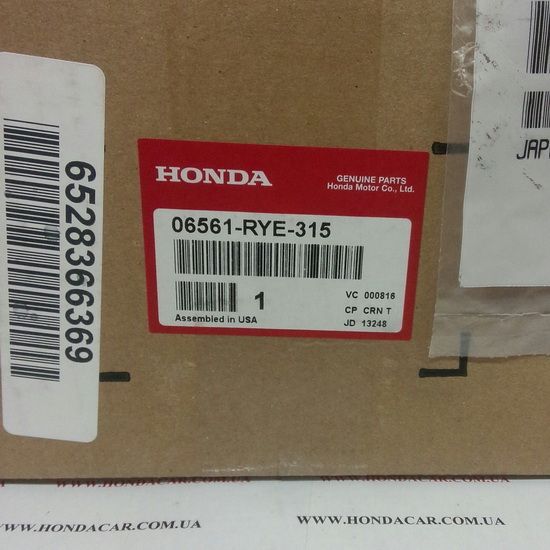 6528366369
HONDA
GENUINE PARTS
Honda Motor Co., Ltd.
06561-RYE-315
1
VC 000816
CP CRN T
JD 13248
Assembled in USA
WWW.HONDACAR.COM.UA
WWW.HONDACAR.COM.UA